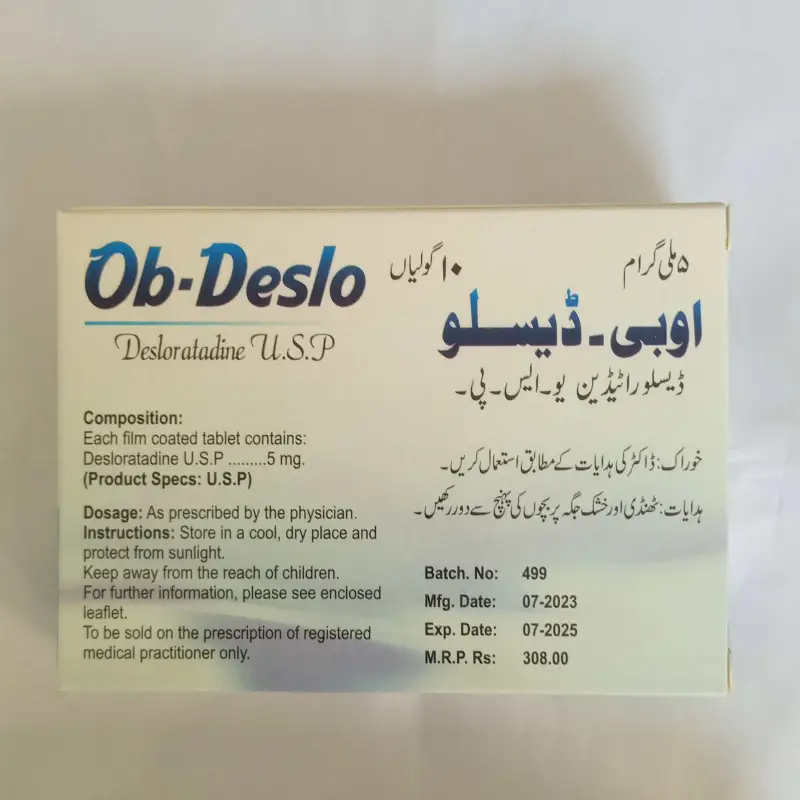 Ob-Deslo
Desloratadine U.S.P
Composition:
Each film coated tablet contains:
Desloratadine U.S.P .........5 mg.
(Product Specs: U.S.P)
Dosage: As prescribed by the physician.
Instructions: Store in a cool, dry place and
protect from sunlight.
Keep away from the reach of children.
For further information, please see enclosed
leaflet.
To be sold on the prescription of registered
medical practitioner only.
۵ ملی گرام
۱۰ گولیاں
اوبی۔ڈیسلو
ڈیسلوراٹیڈین یو۔ایس۔پی۔
خوراک: ڈاکٹر کی ہدایات کے مطابق استعمال کریں۔
ہدایات: ٹھنڈی اور خشک جگہ پر بچوں کی پہنچ سے دور رکھیں۔
Batch. No: 499
Mfg. Date: 07-2023
Exp. Date: 07-2025
M.R.P. Rs: 308.00